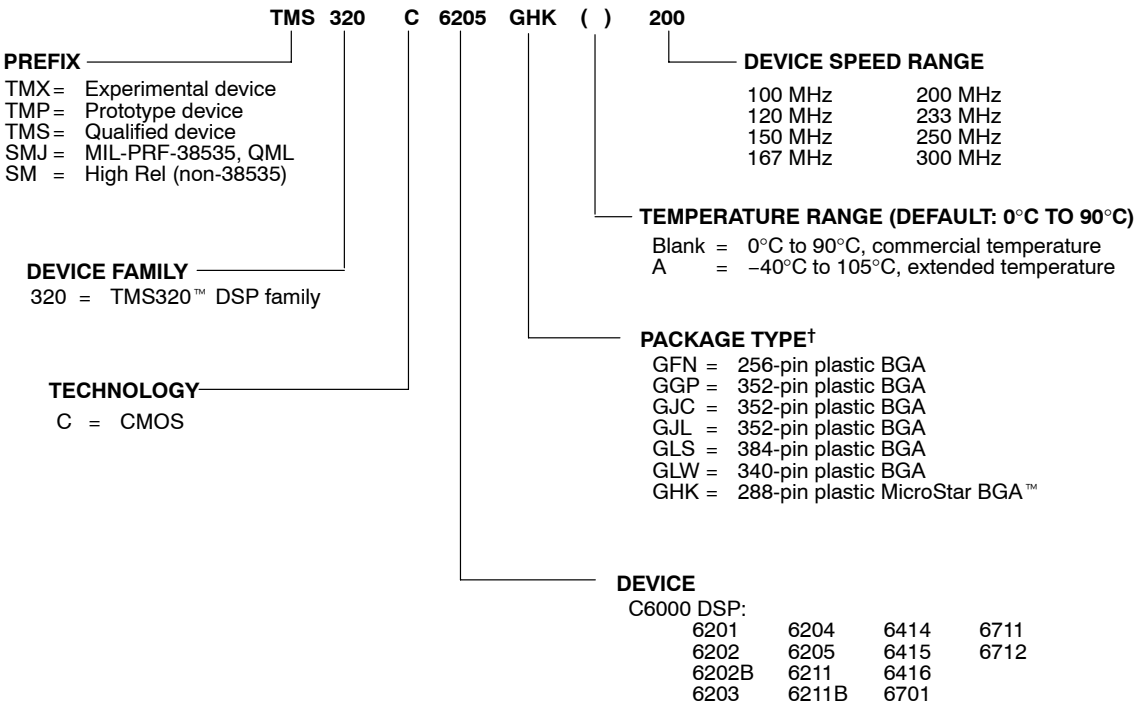 TMS 320 C 6205 GHK ( ) 200
PREFIX
TMX = Experimental device
TMP = Prototype device
TMS = Qualified device
SMJ = MIL-PRF-38535, QML
SM = High Rel (non-38535)
DEVICE SPEED RANGE
100 MHz 200 MHz
120 MHz 233 MHz
150 MHz 250 MHz
167 MHz 300 MHz
TEMPERATURE RANGE (DEFAULT: 0°C TO 90°C)
Blank = 0°C to 90°C, commercial temperature
A = −40°C to 105°C, extended temperature
DEVICE FAMILY
320 = TMS320™ DSP family
PACKAGE TYPE†
GFN = 256-pin plastic BGA
GGP = 352-pin plastic BGA
GJC = 352-pin plastic BGA
GJL = 352-pin plastic BGA
GLS = 384-pin plastic BGA
GLW = 340-pin plastic BGA
GHK = 288-pin plastic MicroStar BGA™
TECHNOLOGY
C = CMOS
DEVICE
C6000 DSP:
6201 6204 6414 6711
6202 6205 6415 6712
6202B 6211 6416
6203 6211B 6701